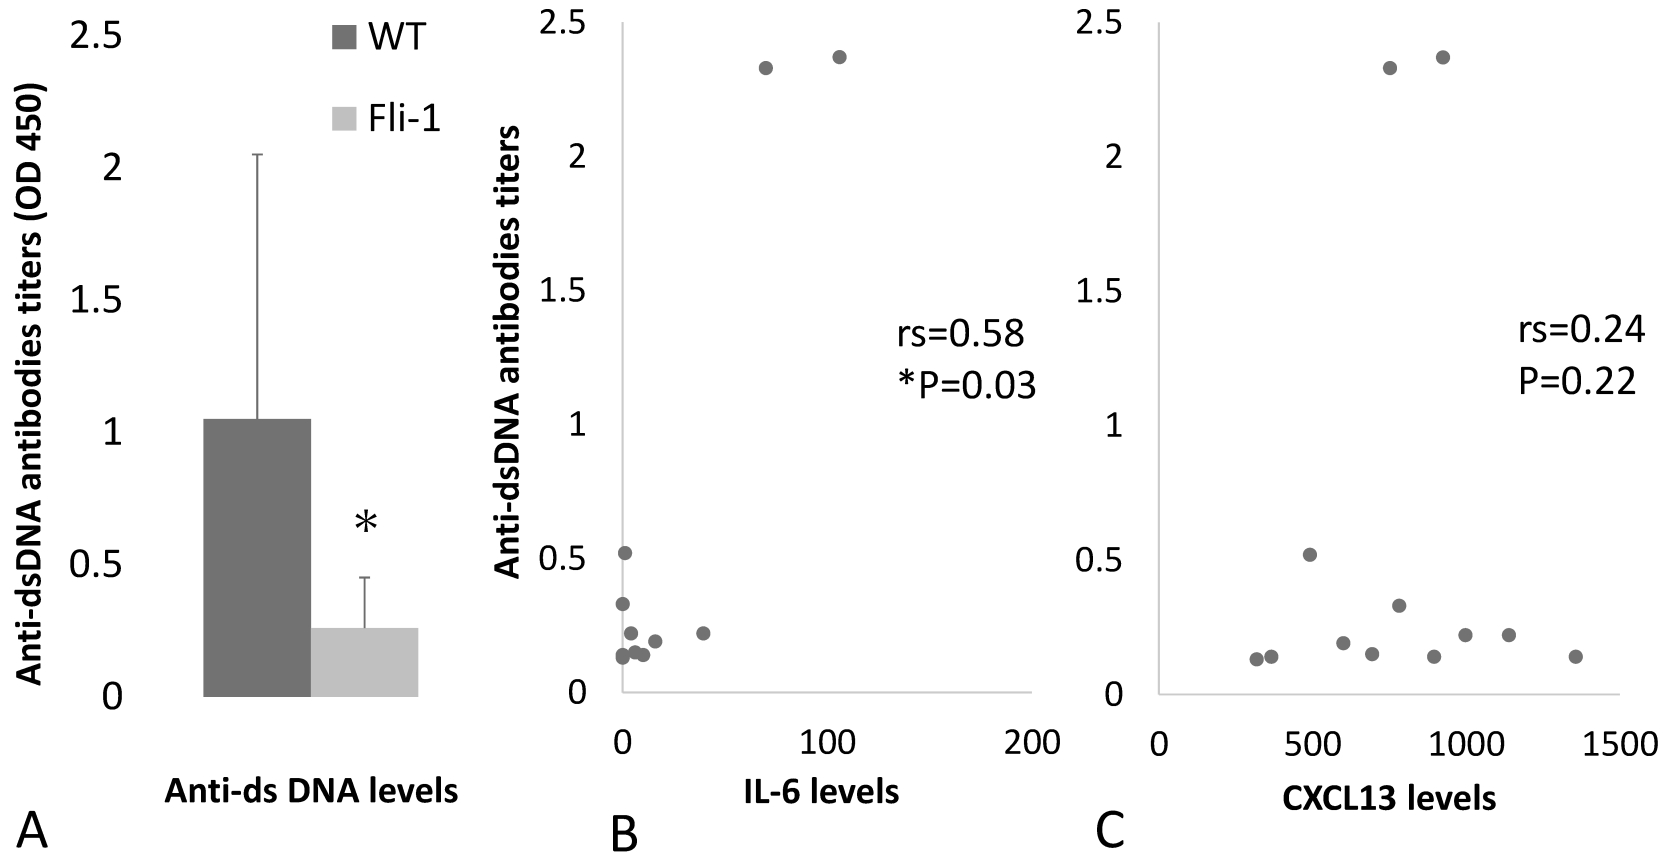 Anti-dsDNA antibodies titers (OD 450)
2.5
2
1.5
1
0.5
0
WT
Fli-1
*
Anti-ds DNA levels
A
Anti-dsDNA antibodies titers
2.5
2
1.5
1
0.5
0
rs=0.58
*P=0.03
0 100 200
IL-6 levels
B
2.5
2
1.5
1
0.5
0
rs=0.24
P=0.22
0 500 1000 1500
CXCL13 levels
C